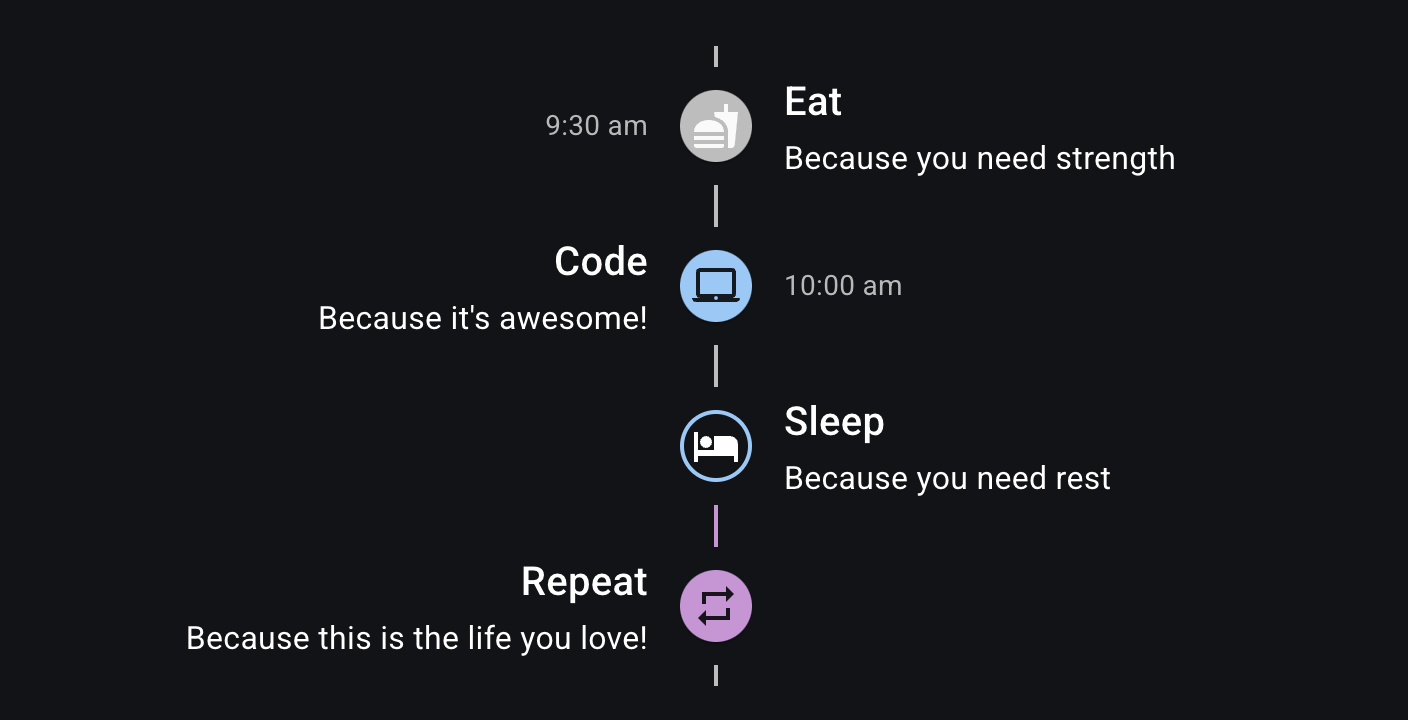 9:30 am
Eat
Because you need strength
Code
Because it's awesome!
10:00 am
Sleep
Because you need rest
Repeat
Because this is the life you love!